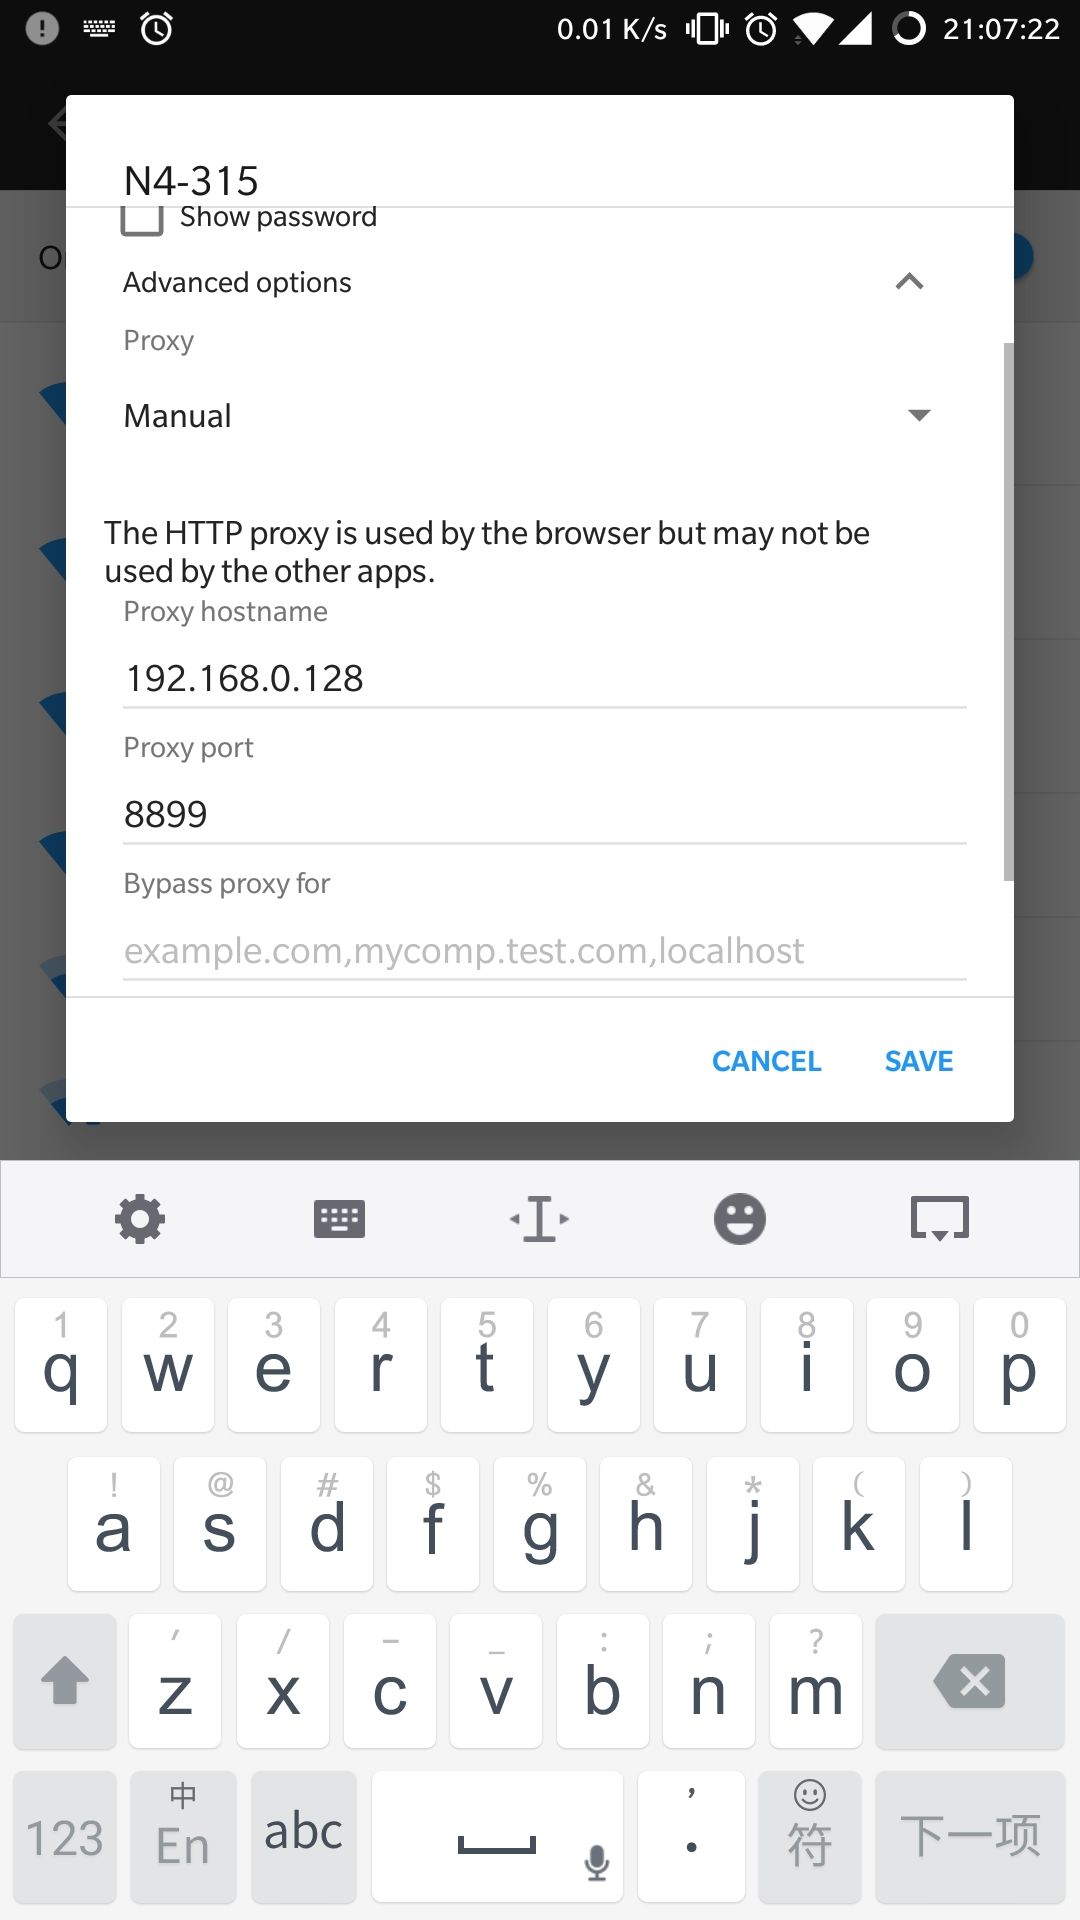 0.01 K/s 21:07:22
N4-315
Show password
Advanced options
Proxy
Manual
The HTTP proxy is used by the browser but may not be
used by the other apps.
Proxy hostname
192.168.0.128
Proxy port
8899
Bypass proxy for
example.com,mycomp.test.com,localhost
CANCEL SAVE
1 2 3 4 5 6 7 8 9 0
q w e r t y u i o p
! @ # $ % & * ( )
a s d f g h j k l
' / - _ : ; ?
z x c v b n m
中 ,
123 En abc . 符 下一项